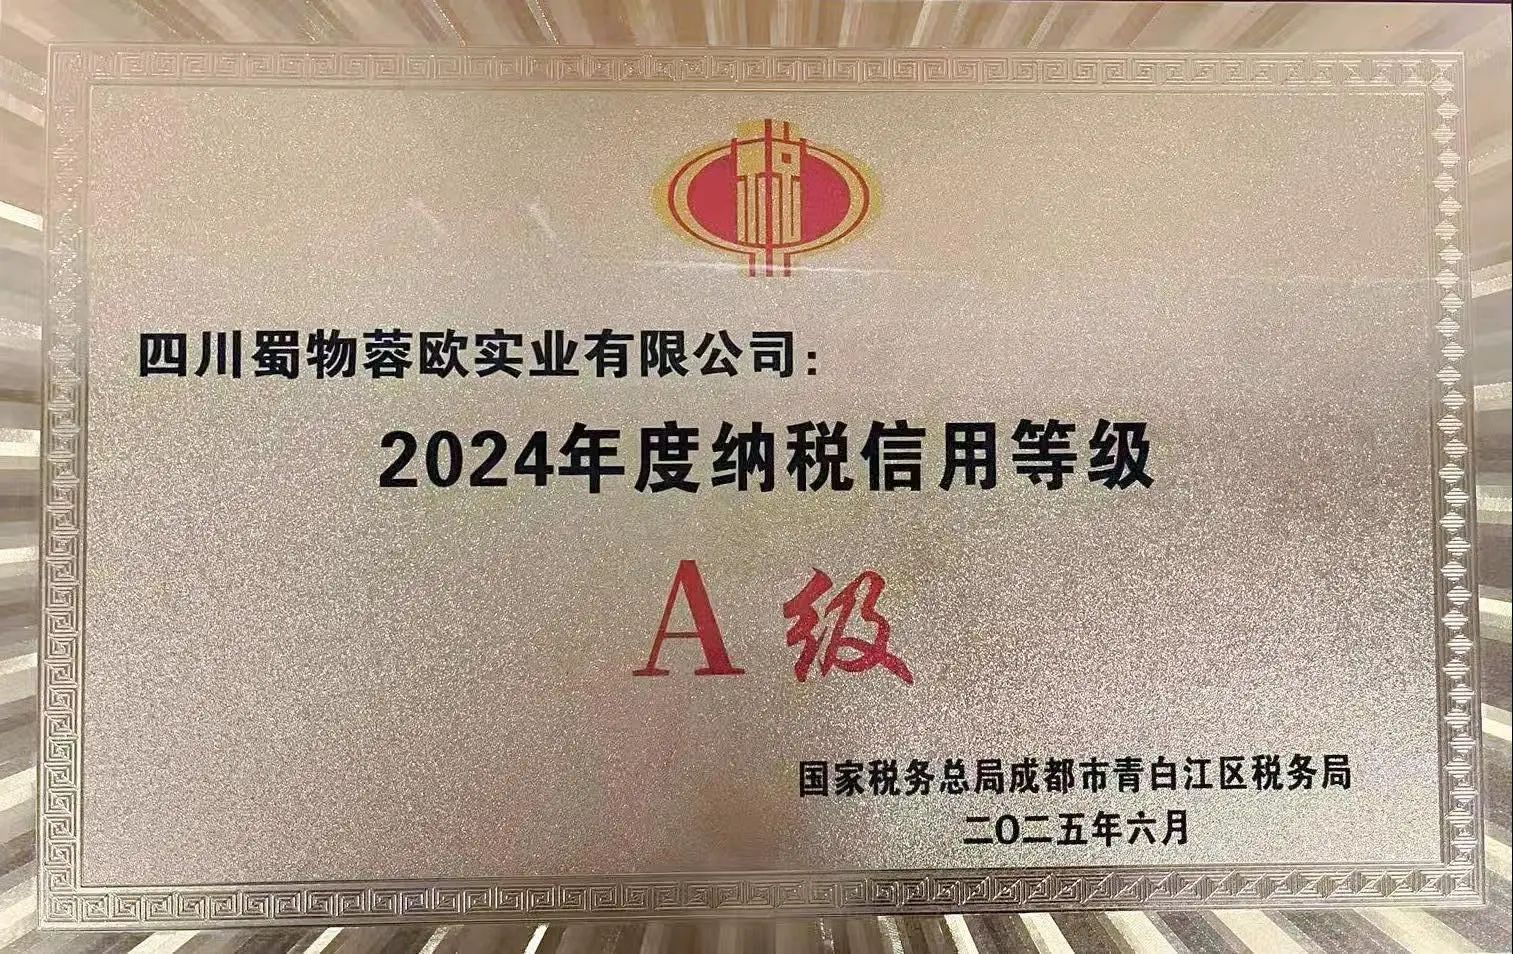 四川蜀物蓉欧实业有限公司：
2024年度纳税信用等级
A级
国家税务总局成都市青白江区税务局
二〇二五年六月